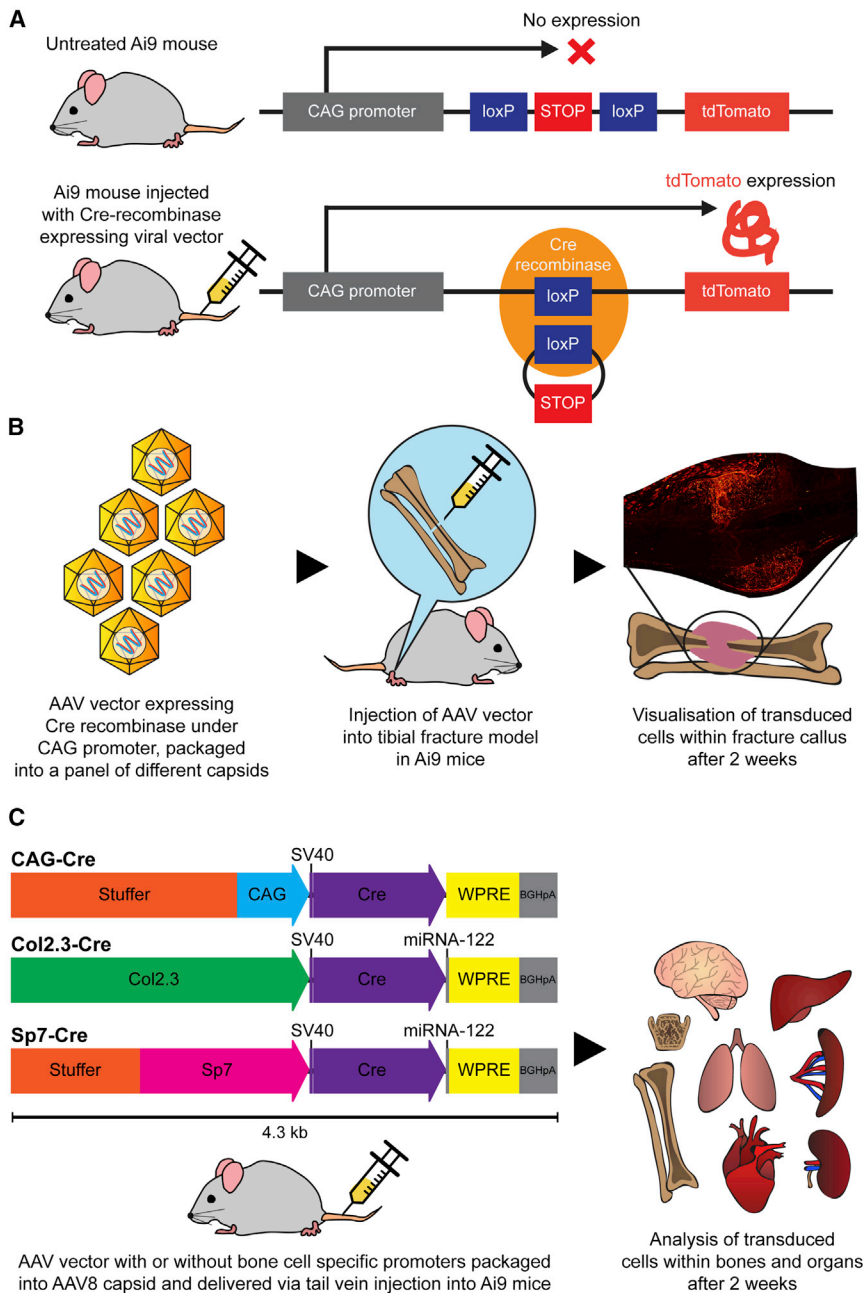 A
Untreated Ai9 mouse
No expression
CAG promoter
loxP
STOP
loxP
tdTomato
Ai9 mouse injected
with Cre-recombinase
expressing viral vector
tdTomato expression
Cre
recombinase
CAG promoter
loxP
tdTomato
loxP
STOP
B
AAV vector expressing
Cre recombinase under
CAG promoter, packaged
into a panel of different capsids
Injection of AAV vector
into tibial fracture model
in Ai9 mice
Visualisation of transduced
cells within fracture callus
after 2 weeks
C
CAG-Cre
SV40
Stuffer
CAG
Cre
WPRE
BGHpA
Col2.3-Cre
SV40
miRNA-122
Col2.3
Cre
WPRE
BGHpA
Sp7-Cre
SV40
miRNA-122
Stuffer
Sp7
Cre
WPRE
BGHpA
4.3 kb
AAV vector with or without bone cell specific promoters packaged
into AAV8 capsid and delivered via tail vein injection into Ai9 mice
Analysis of transduced
cells within bones and organs
after 2 weeks